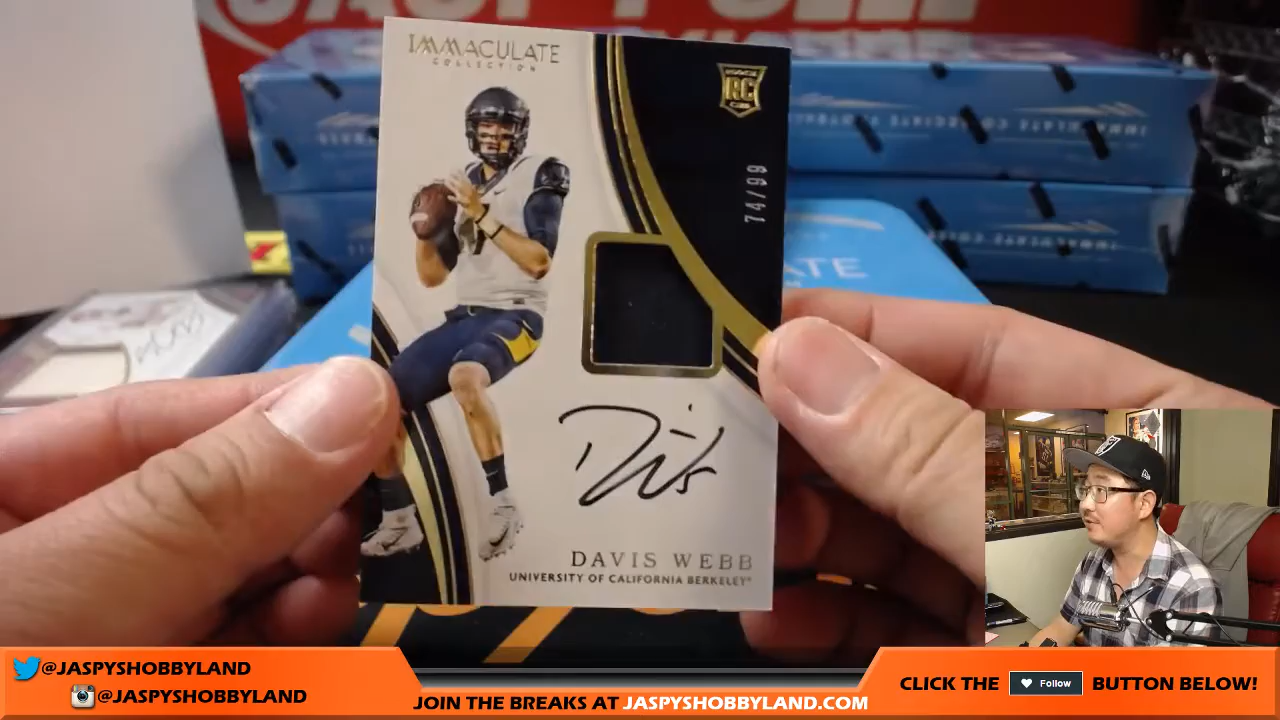 IMMACULATE
COLLECTION
RC
74/99
DAVIS WEBB
UNIVERSITY OF CALIFORNIA BERKELEY
@JASPYSHOBBYLAND
@JASPYSHOBBYLAND
JOIN THE BREAKS AT JASPYSHOBBYLAND.COM
CLICK THE Follow BUTTON BELOW!